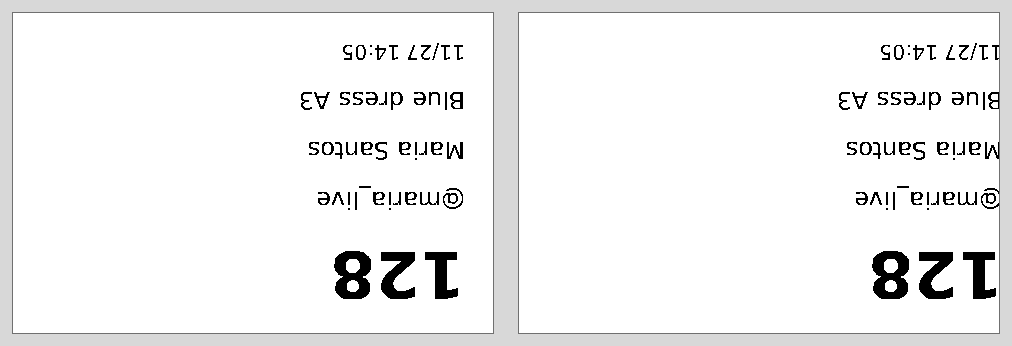 128
@maria_live
Maria Santos
Blue dress A3
11/27 14:05
128
@maria_live
Maria Santos
Blue dress A3
11/27 14:05